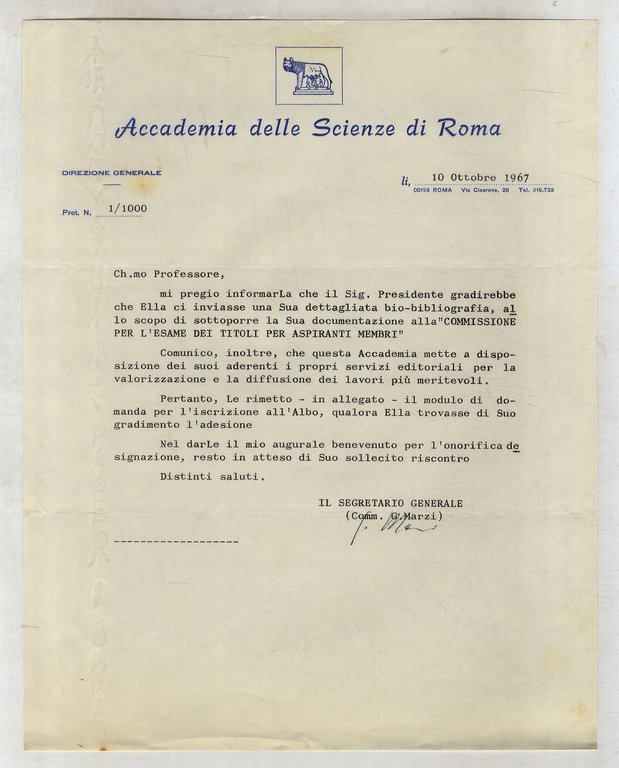 Accademia delle Scienze di Roma
DIREZIONE GENERALE
lì, 10 Ottobre 1967
00193 ROMA Via Cicerone, 28 Tel. 319.725
Prot. N. 1/1000
Ch.mo Professore,
mi pregio informarLa che il Sig. Presidente gradirebbe
che Ella ci inviasse una Sua dettagliata bio-bibliografia, al
lo scopo di sottoporre la Sua documentazione alla"COMMISSIONE
PER L'ESAME DEI TITOLI PER ASPIRANTI MEMBRI"
Comunico, inoltre, che questa Accademia mette a dispo-
sizione dei suoi aderenti i propri servizi editoriali per la
valorizzazione e la diffusione dei lavori più meritevoli.
Pertanto, Le rimetto - in allegato - il modulo di do-
manda per l'iscrizione all'Albo, qualora Ella trovasse di Suo
gradimento l'adesione
Nel darLe il mio augurale benevenuto per l'onorifica de
signazione, resto in atteso di Suo sollecito riscontro
Distinti saluti.
IL SEGRETARIO GENERALE
(Comm. G.Marzi)